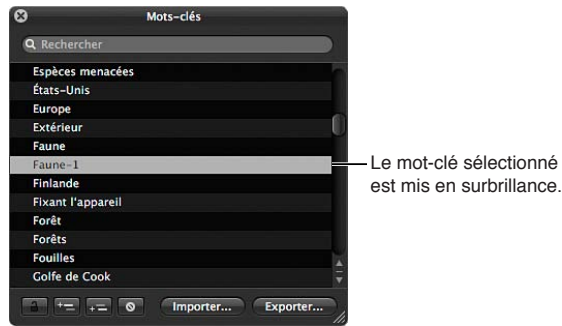 Mots-clés
Rechercher
Espèces menacées
États-Unis
Europe
Extérieur
Faune
Faune-1
Finlande
Fixant l'appareil
Forêt
Forêts
Fouilles
Golfe de Cook
Importer...
Exporter...
Le mot-clé sélectionné
est mis en surbrillance.